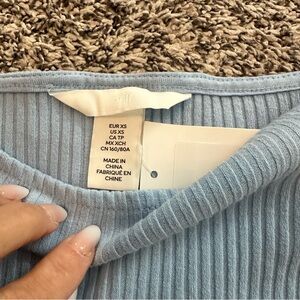 EUR XS
US XS
CA TP
MX XCH
CN 160/80A
MADE IN
CHINA
FABRIQUÉ EN
CHINE